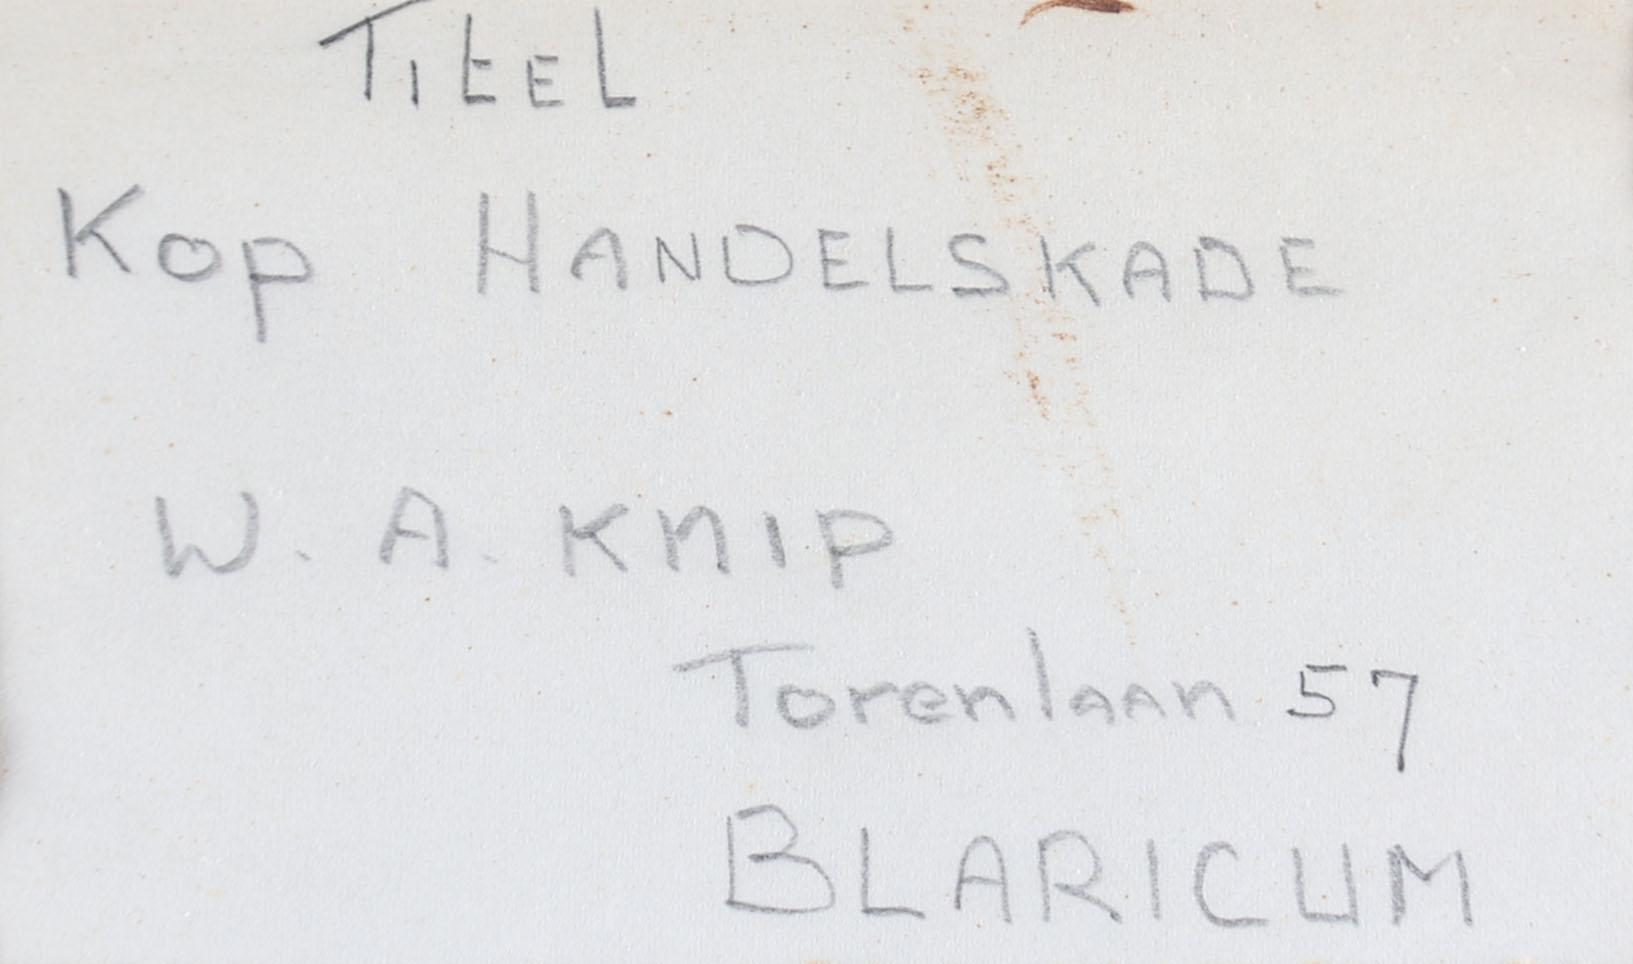 Titel
Kop HANDELSKADE
W. A. KNIP
Torenlaan 57
BLARICUM